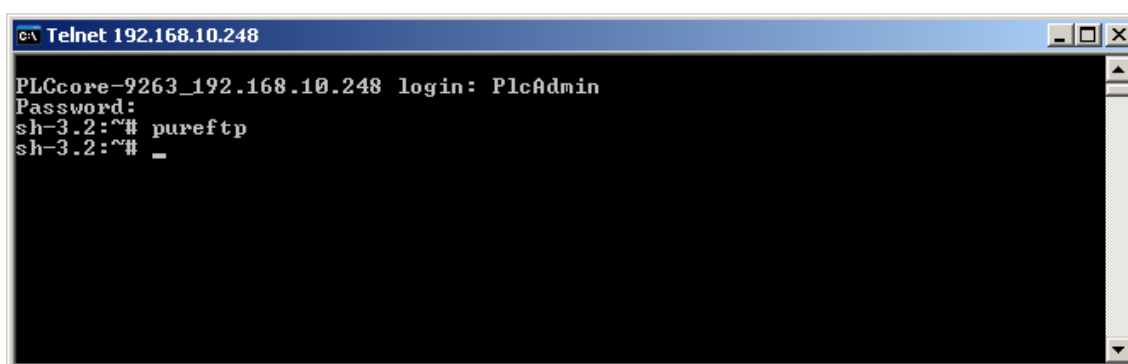 C:\ Telnet 192.168.10.248
PLCcore-9263_192.168.10.248 login: PlcAdmin
Password:
sh-3.2:~# pureftp
sh-3.2:~# _